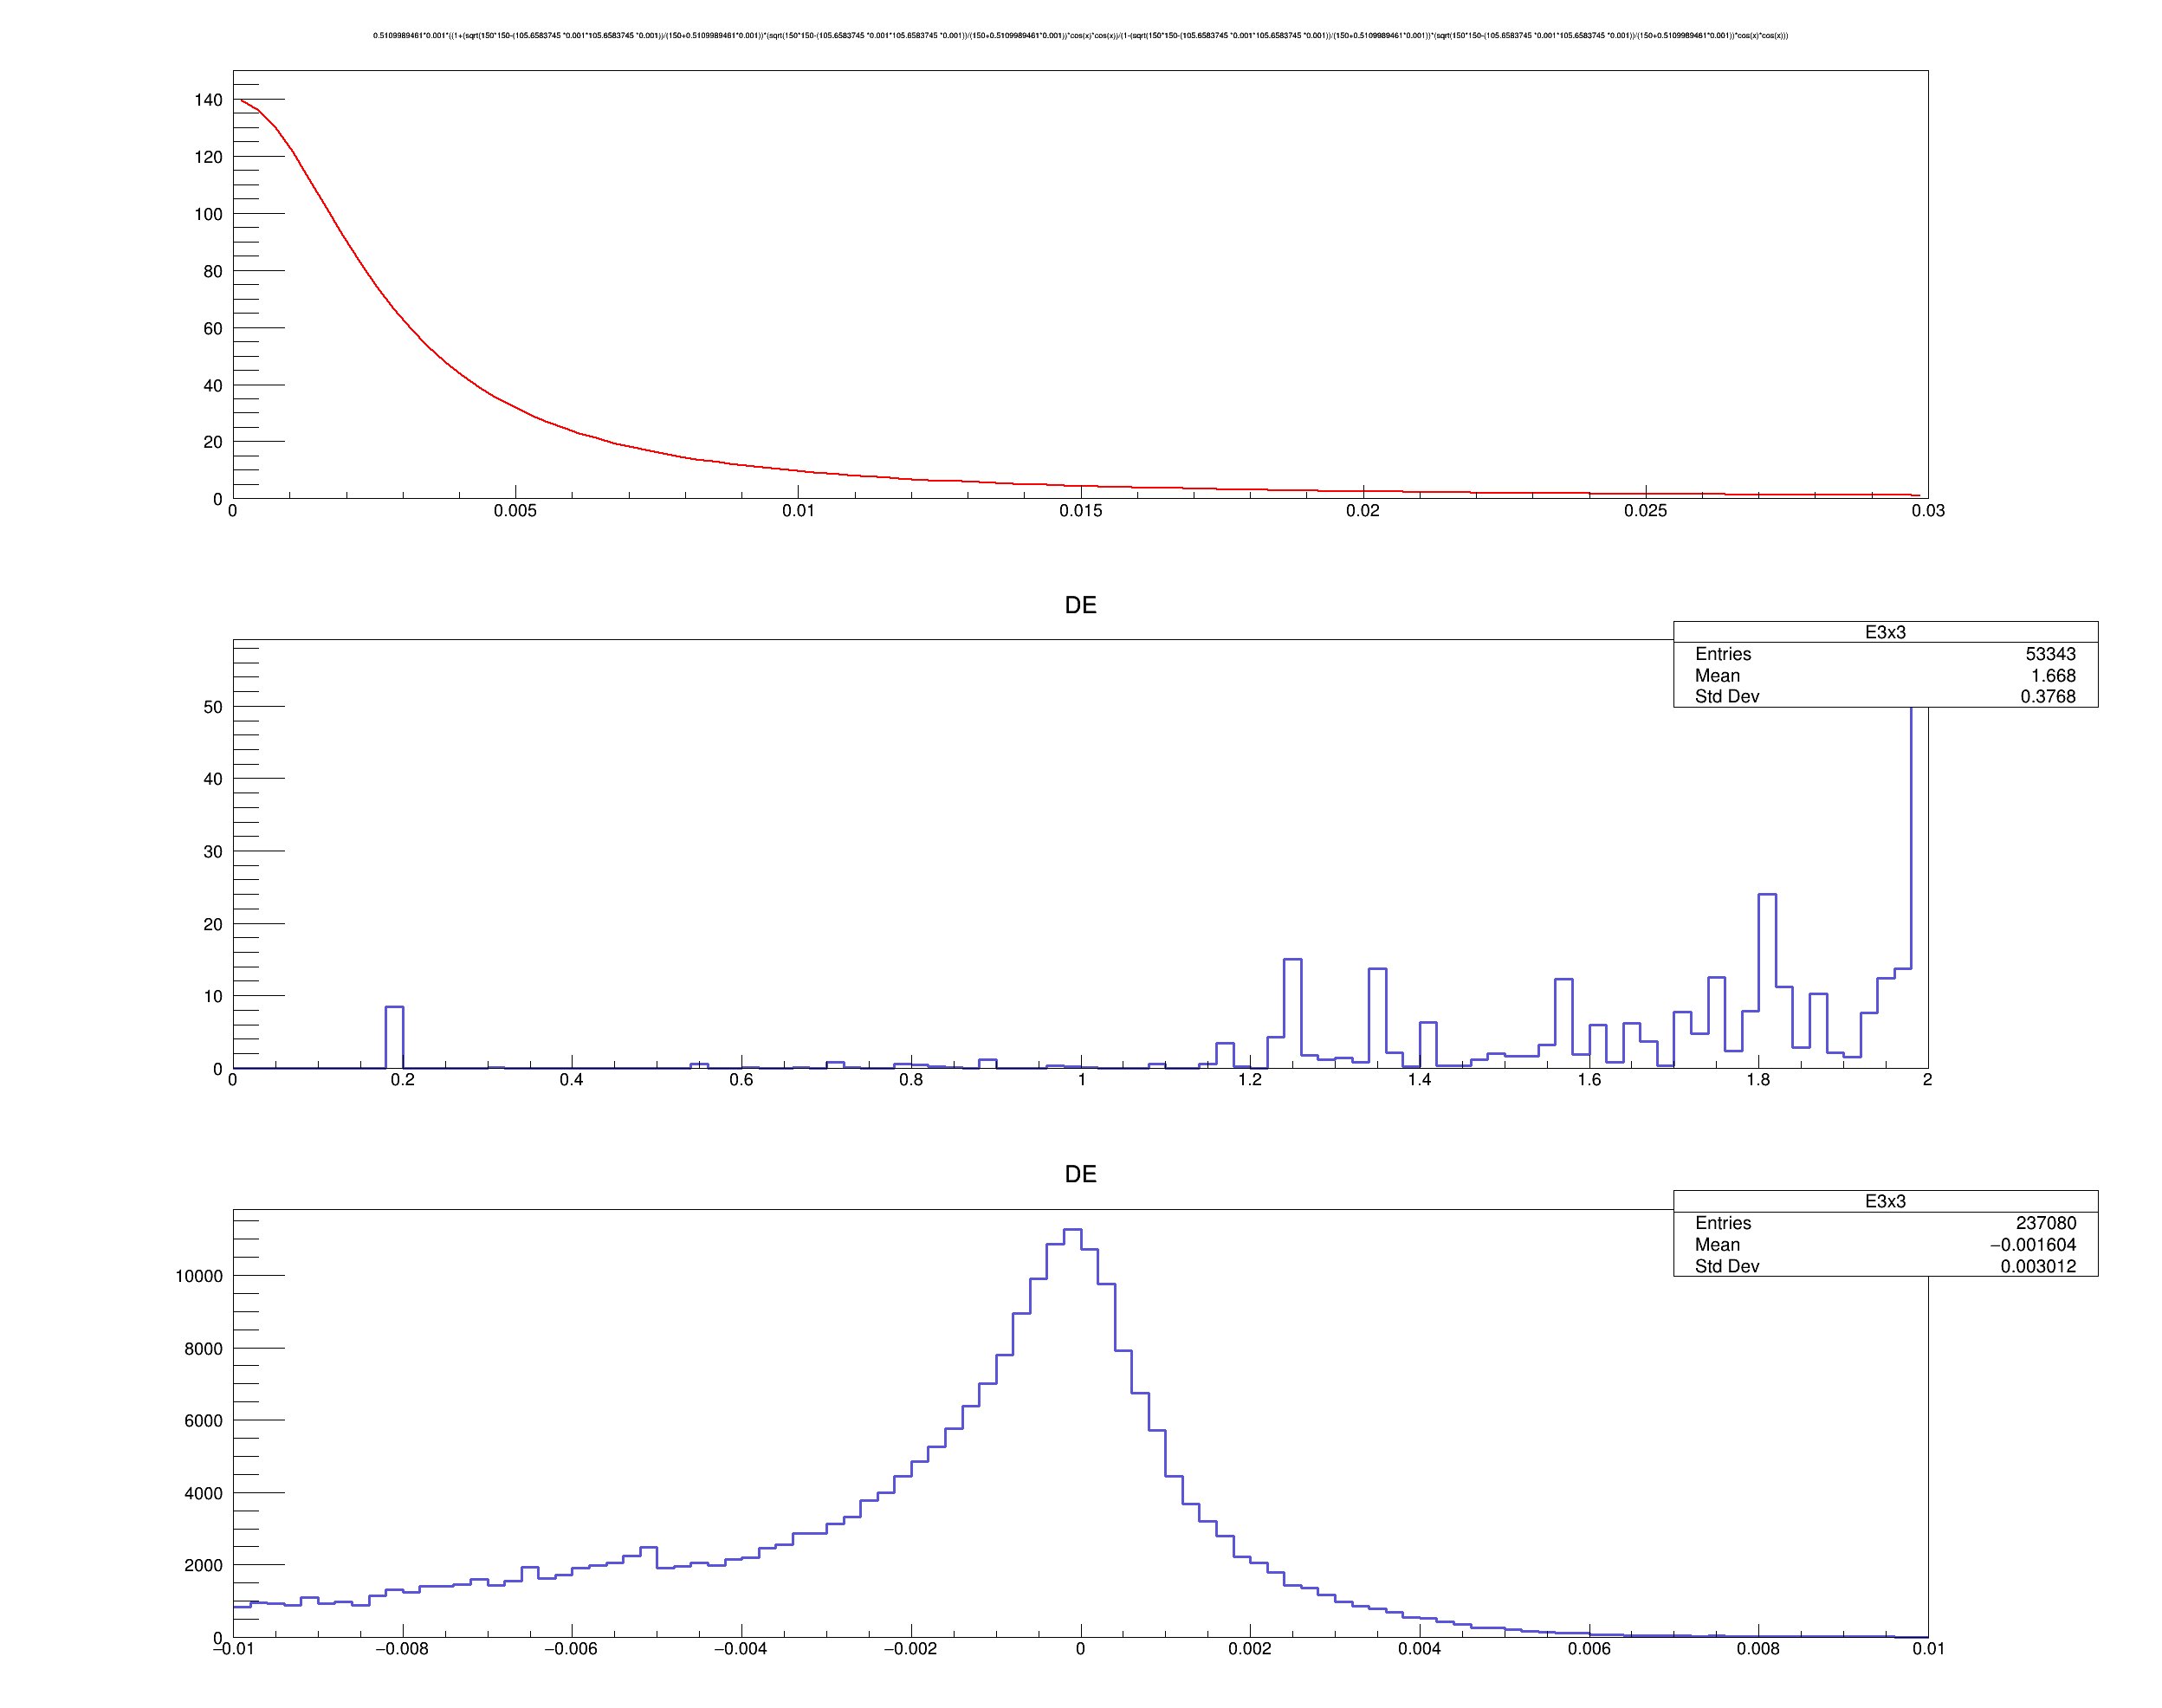 0.5109989461*0.001*((1+(sqrt(150*150-(105.6583745 *0.001*105.6583745 *0.001))/(150+0.5109989461*0.001))*(sqrt(150*150-(105.6583745 *0.001*105.6583745 *0.001))/(150+0.5109989461*0.001))*cos(x)*cos(x))/(1-(sqrt(150*150-(105.6583745 *0.001*105.6583745 *0.001))/(150+0.5109989461*0.001))*(sqrt(150*150-(105.6583745 *0.001*105.6583745 *0.001))/(150+0.5109989461*0.001))*cos(x)*cos(x)))
140
120
100
80
60
40
20
0
0 0.005 0.01 0.015 0.02 0.025 0.03
DE
E3x3
Entries 53343
Mean 1.668
Std Dev 0.3768
50
40
30
20
10
0
0 0.2 0.4 0.6 0.8 1 1.2 1.4 1.6 1.8 2
DE
E3x3
Entries 237080
Mean −0.001604
Std Dev 0.003012
10000
8000
6000
4000
2000
0
−0.01 −0.008 −0.006 −0.004 −0.002 0 0.002 0.004 0.006 0.008 0.01